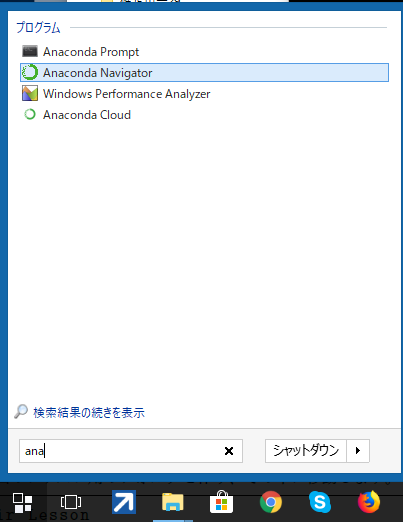 プログラム
Anaconda Prompt
Anaconda Navigator
Windows Performance Analyzer
Anaconda Cloud
検索結果の続きを表示
ana
シャットダウン
Lesson